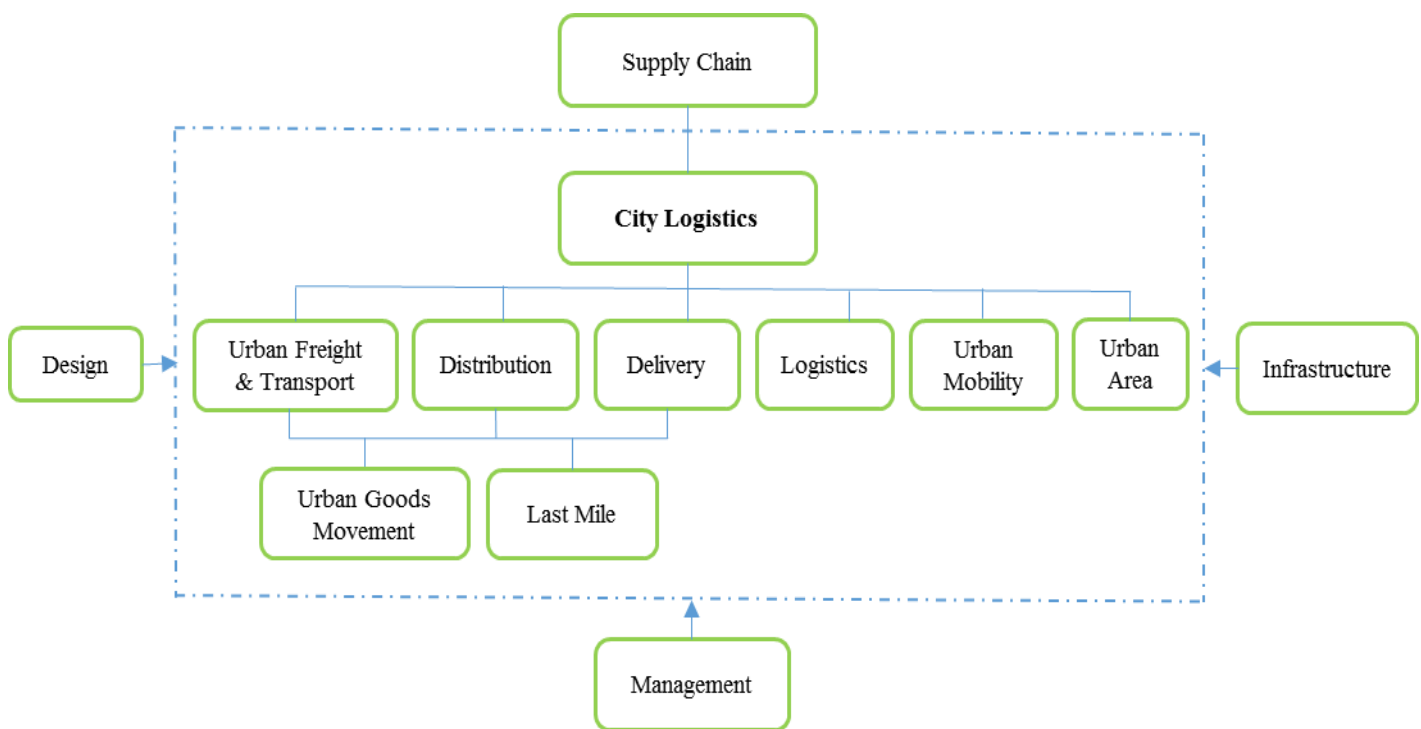 Supply Chain
City Logistics
Design
Urban Freight
& Transport
Distribution
Delivery
Logistics
Urban
Mobility
Urban
Area
Infrastructure
Urban Goods
Movement
Last Mile
Management